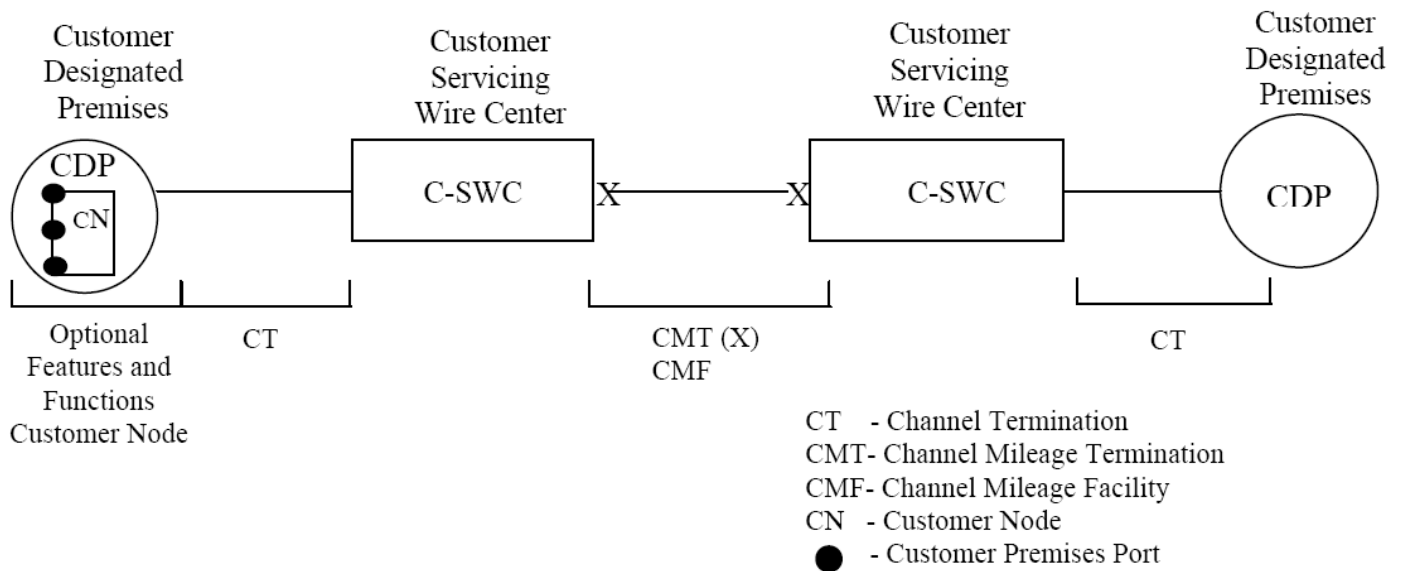 Customer
Designated
Premises
Customer
Servicing
Wire Center
Customer
Servicing
Wire Center
Customer
Designated
Premises
CDP
CN
C-SWC
X
X
C-SWC
CDP
Optional
Features and
Functions
Customer Node
CT
CMT (X)
CMF
CT
CT - Channel Termination
CMT- Channel Mileage Termination
CMF- Channel Mileage Facility
CN - Customer Node
- Customer Premises Port